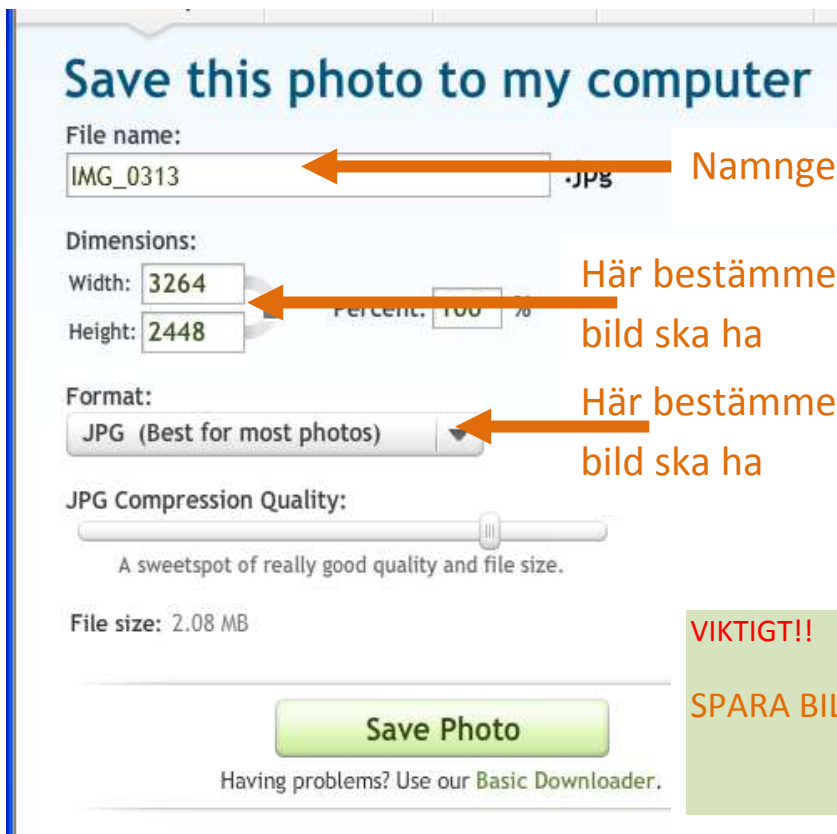 Save this photo to my computer
File name:
IMG_0313 .jpg
Namnge
Dimensions:
Width: 3264
Height: 2448
Percent: 100 %
Här bestämme
bild ska ha
Format:
JPG (Best for most photos)
Här bestämme
bild ska ha
JPG Compression Quality:
A sweetspot of really good quality and file size.
File size: 2.08 MB
VIKTIGT!!
SPARA BIL
Save Photo
Having problems? Use our Basic Downloader.